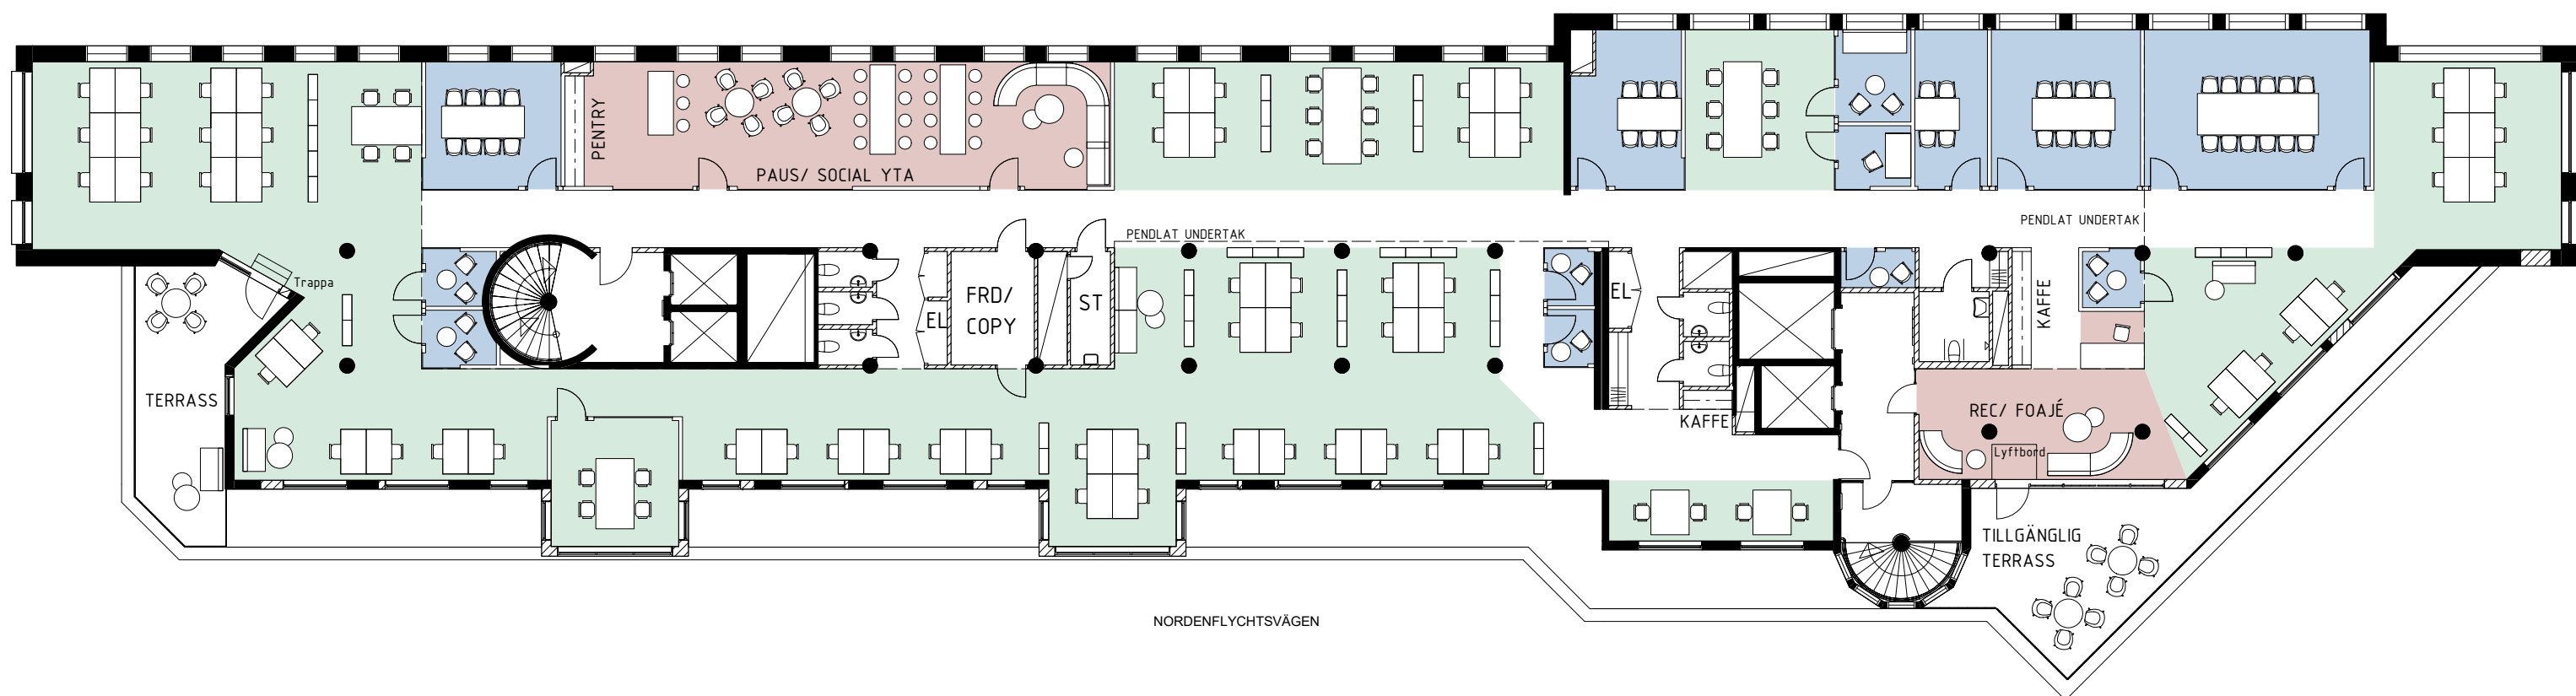 PENTRY
PAUS/ SOCIAL YTA
PENDLAT UNDERTAK
PENDLAT UNDERTAK
Trappa
EL
FRD/
COPY
ST
EL
KAFFE
TERRASS
KAFFE
REC/ FOAJÉ
Lyftbord
TILLGÄNGLIG
TERRASS
NORDENFLYCHTSVÄGEN